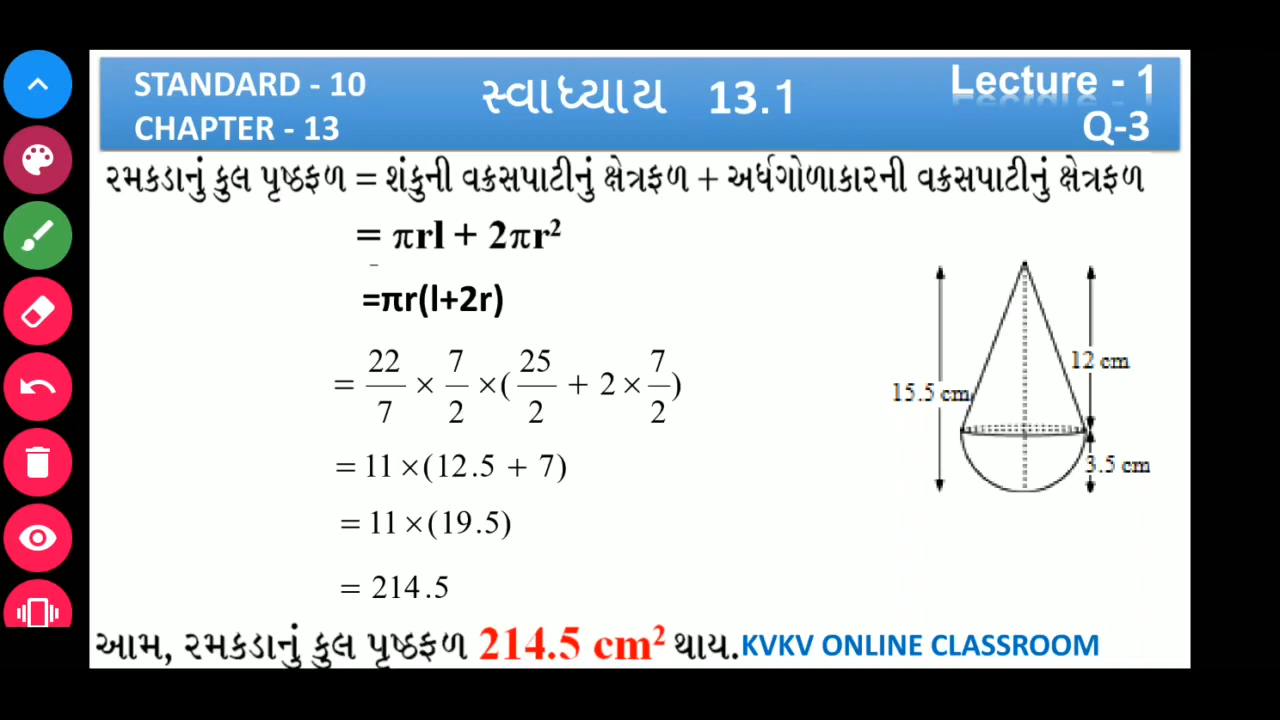 STANDARD - 10
CHAPTER - 13
સ્વાધ્યાય 13.1
Lecture - 1
Q-3
રમકડાનું કુલ પૃષ્ઠફળ = શંકુની વક્રસપાટીનું ક્ષેત્રફળ + અર્ધગોળાકારની વક્રસપાટીનું ક્ષેત્રફળ
= πrl + 2πr²
=πr(l+2r)
= 22/7 × 7/2 ×( 25/2 + 2 × 7/2 )
= 11 ×(12.5 + 7)
= 11 ×(19.5)
= 214.5
15.5 cm
12 cm
3.5 cm
આમ, રમકડાનું કુલ પૃષ્ઠફળ 214.5 cm² થાય.
KVKV ONLINE CLASSROOM